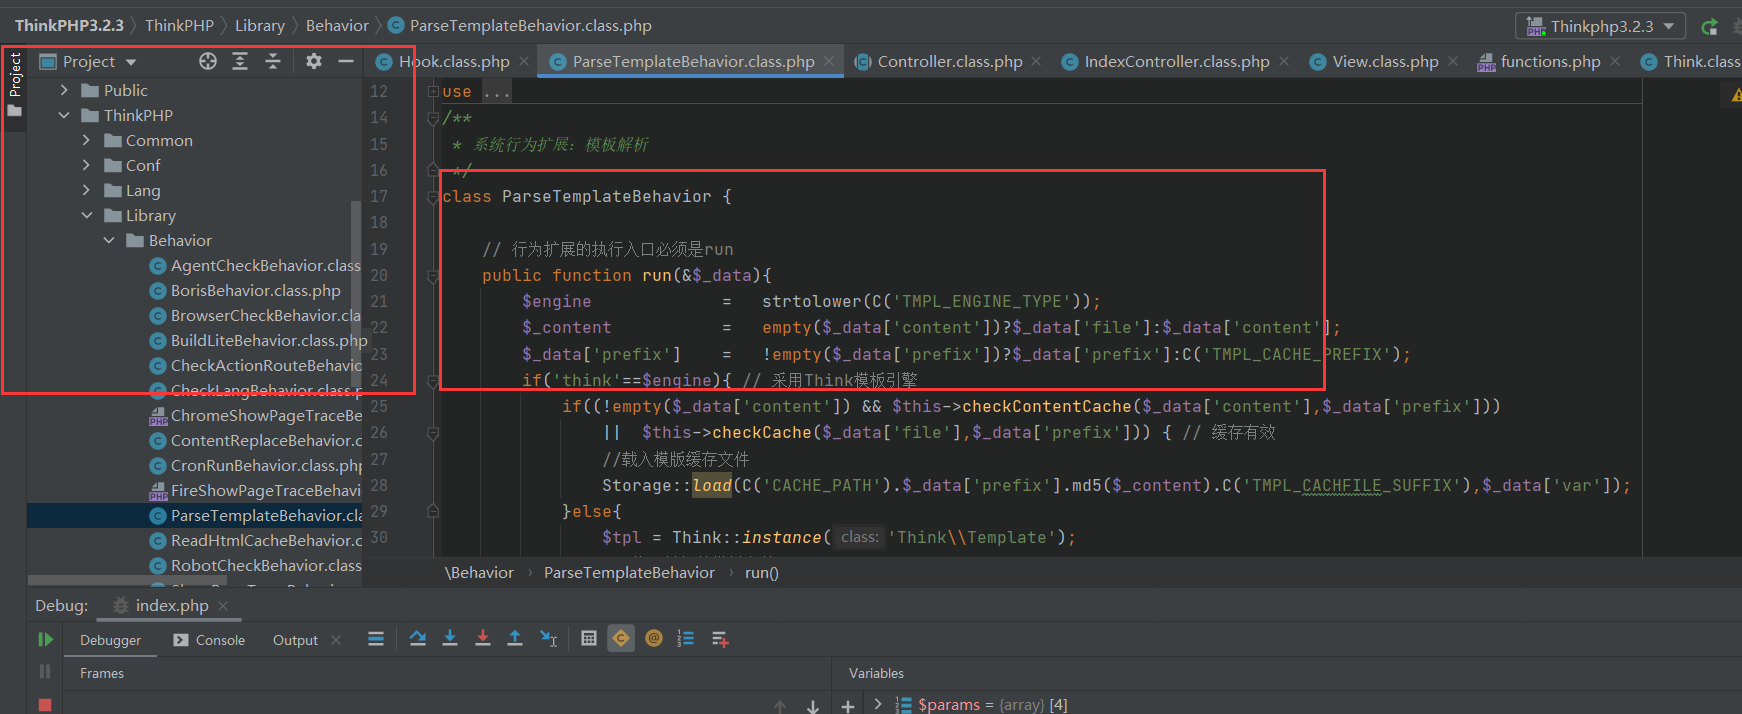 ThinkPHP3.2.3 ThinkPHP Library Behavior ParseTemplateBehavior.class.php Thinkphp3.2.3
Project
Project
Hook.class.php ParseTemplateBehavior.class.php Controller.class.php IndexController.class.php View.class.php functions.php Think.class
Public
ThinkPHP
Common
Conf
Lang
Library
Behavior
AgentCheckBehavior.class
BorisBehavior.class.php
BrowserCheckBehavior.cla
BuildLiteBehavior.class.php
CheckActionRouteBehavio
CheckLangBehavior.class.p
ChromeShowPageTraceBe
ContentReplaceBehavior.c
CronRunBehavior.class.php
FireShowPageTraceBehavi
ParseTemplateBehavior.cla
ReadHtmlCacheBehavior.c
RobotCheckBehavior.class
12 use ...
14 /**
15 * 系统行为扩展：模板解析
16 */
17 class ParseTemplateBehavior {
18
19 // 行为扩展的执行入口必须是run
20 public function run(&$_data){
21 $engine = strtolower(C('TMPL_ENGINE_TYPE'));
22 $_content = empty($_data['content'])?$_data['file']:$_data['content'];
23 $_data['prefix'] = !empty($_data['prefix'])?$_data['prefix']:C('TMPL_CACHE_PREFIX');
24 if('think'==$engine){ // 采用Think模板引擎
25 if((!empty($_data['content']) && $this->checkContentCache($_data['content'],$_data['prefix']))
26 || $this->checkCache($_data['file'],$_data['prefix'])) { // 缓存有效
27 //载入模版缓存文件
28 Storage::load(C('CACHE_PATH').$_data['prefix'].md5($_content).C('TMPL_CACHFILE_SUFFIX'),$_data['var']);
29 }else{
30 $tpl = Think::instance( class: 'Think\\Template');
\Behavior ParseTemplateBehavior run()
Debug: index.php
Debugger Console Output
Frames Variables
$params = {array} [4]